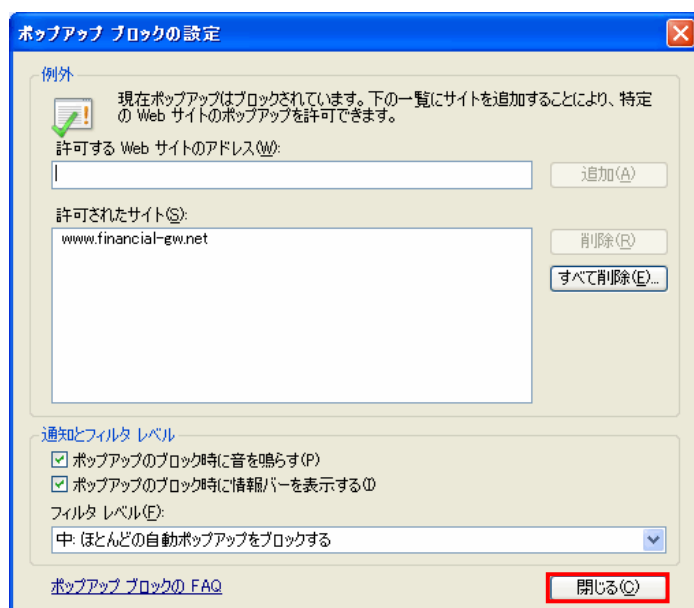 ポップアップ ブロックの設定
例外
現在ポップアップはブロックされています。下の一覧にサイトを追加することにより、特定
の Web サイトのポップアップを許可できます。
許可する Web サイトのアドレス(W):
追加(A)
許可されたサイト(S):
www.financial-gw.net
削除(R)
すべて削除(E)...
通知とフィルタ レベル
ポップアップのブロック時に音を鳴らす(P)
ポップアップのブロック時に情報バーを表示する(I)
フィルタ レベル(F):
中: ほとんどの自動ポップアップをブロックする
ポップアップ ブロックの FAQ
閉じる(C)